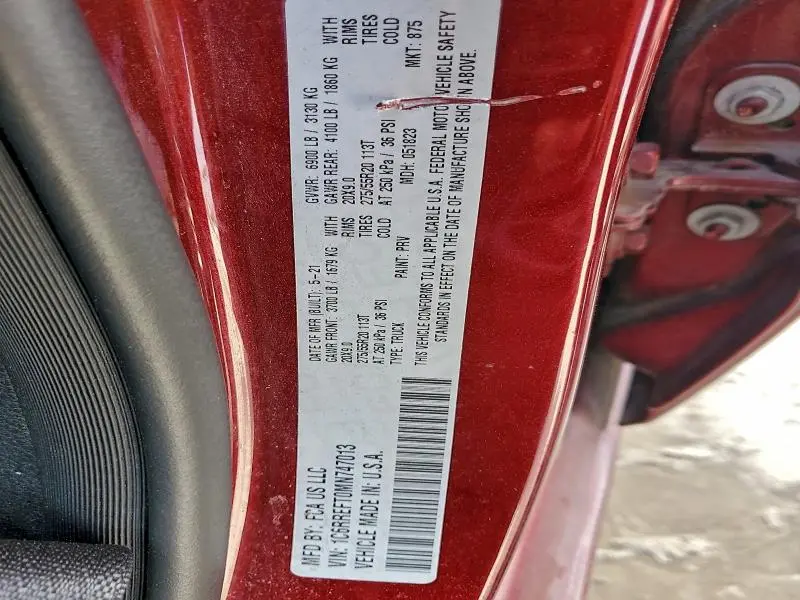 MFD BY: FCA US LLC
DATE OF MFR (BUILT): 5-21
GVWR: 6900 LB / 3130 KG
GAWR FRONT: 3700 LB / 1679 KG WITH
GAWR REAR: 4100 LB / 1860 KG WITH
20X9.0 RIMS
20X9.0 RIMS
275/55R20 113T TIRES
275/55R20 113T TIRES
AT 250 kPa / 36 PSI COLD
AT 250 kPa / 36 PSI COLD
VIN: 1C6RREFT0MN747013
TYPE: TRUCK
PAINT: PRV
MDH: 051823
MKT: 875
VEHICLE MADE IN: U.S.A.
THIS VEHICLE CONFORMS TO ALL APPLICABLE U.S.A. FEDERAL MOTOR VEHICLE SAFETY
STANDARDS IN EFFECT ON THE DATE OF MANUFACTURE SHOWN ABOVE.